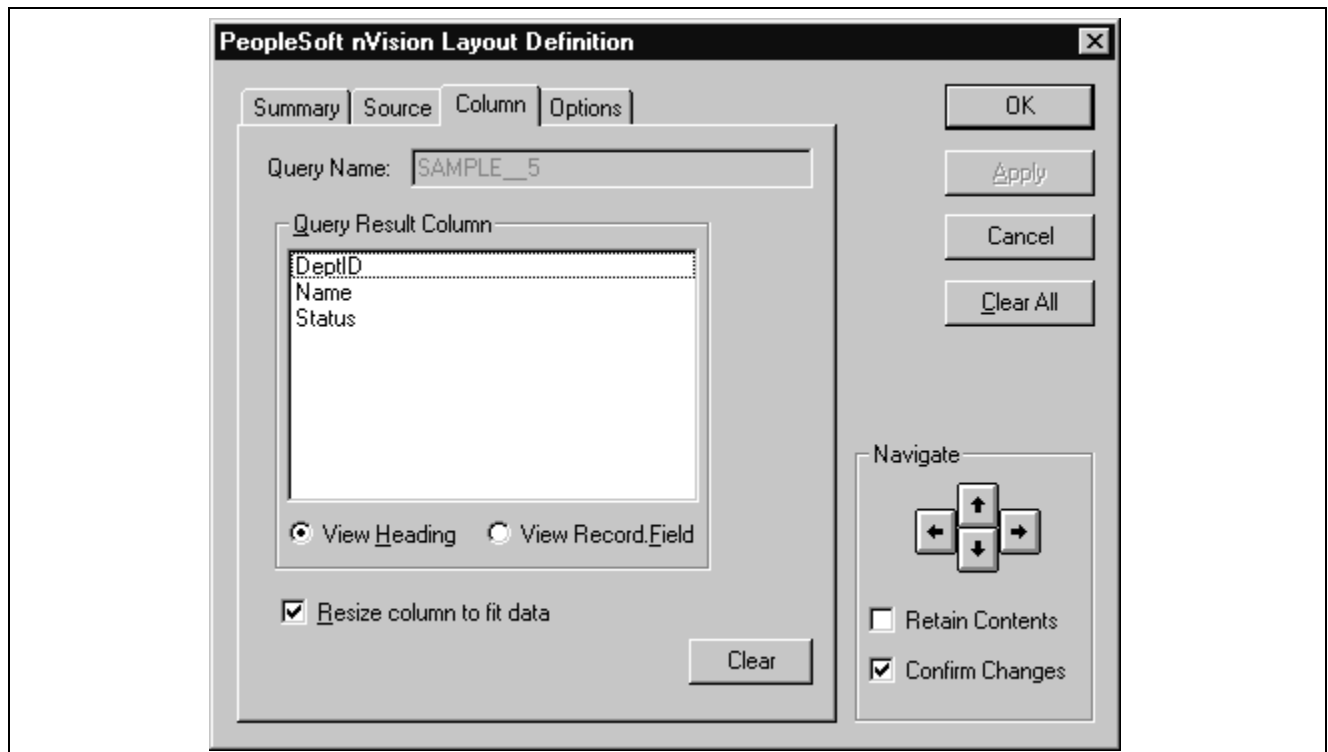 PeopleSoft nVision Layout Definition
Summary Source Column Options
Query Name: SAMPLE__5
Query Result Column
DeptID
Name
Status
View Heading View Record.Field
Resize column to fit data
Clear
OK
Apply
Cancel
Clear All
Navigate
Retain Contents
Confirm Changes